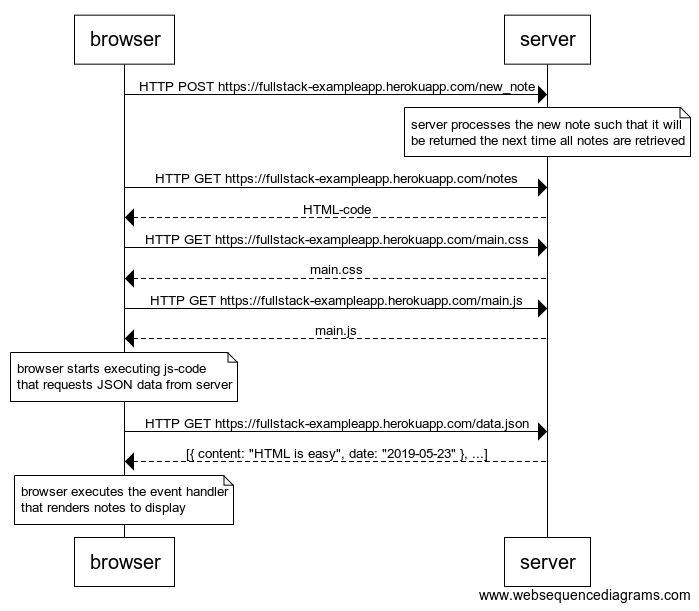 browser
server
HTTP POST https://fullstack-exampleapp.herokuapp.com/new_note
server processes the new note such that it will
be returned the next time all notes are retrieved
HTTP GET https://fullstack-exampleapp.herokuapp.com/notes
HTML-code
HTTP GET https://fullstack-exampleapp.herokuapp.com/main.css
main.css
HTTP GET https://fullstack-exampleapp.herokuapp.com/main.js
main.js
browser starts executing js-code
that requests JSON data from server
HTTP GET https://fullstack-exampleapp.herokuapp.com/data.json
[{ content: "HTML is easy", date: "2019-05-23" }, ...]
browser executes the event handler
that renders notes to display
browser
server
www.websequencediagrams.com